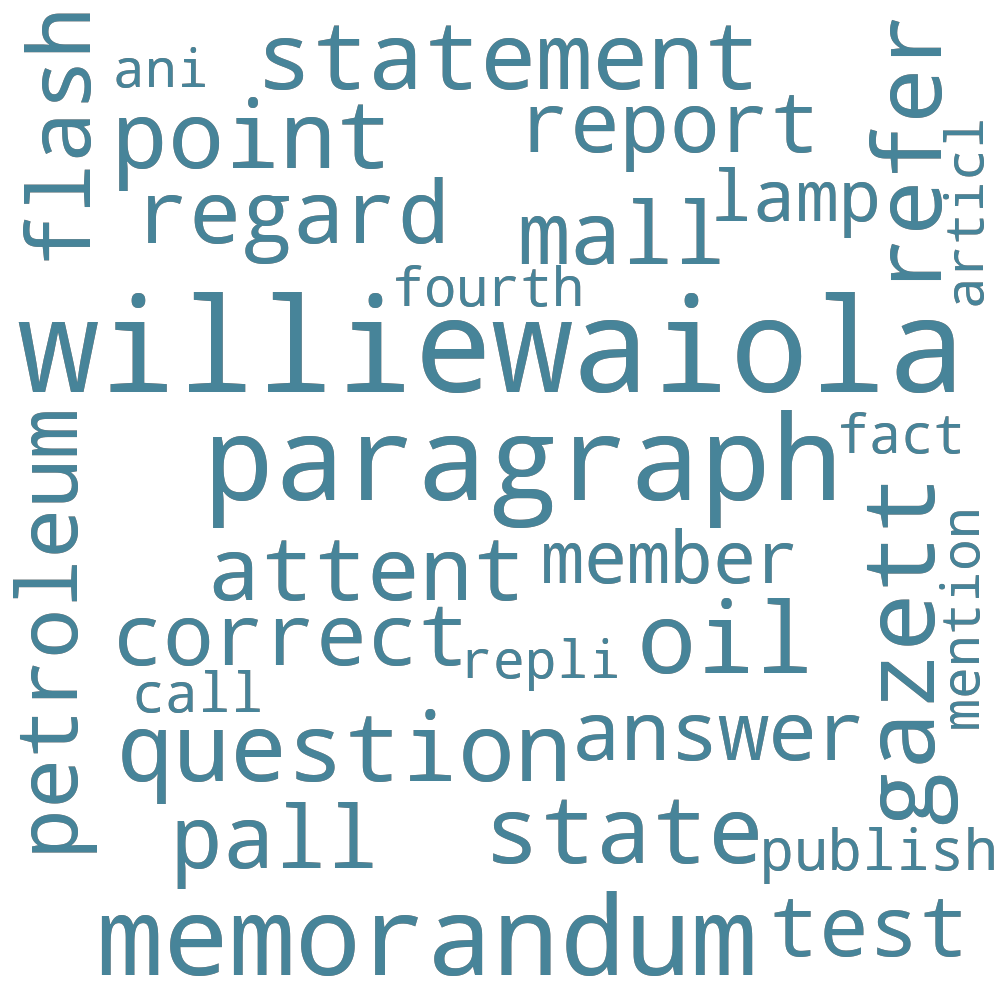 flash
ani
statement
refer
point
report
articl
regard
mall
lamp
fourth
williewaiola
petroleum
paragraph
fact
gazett
mention
attent
member
correct
repli
oil
call
question
answer
pall
state
publish
memorandum
test